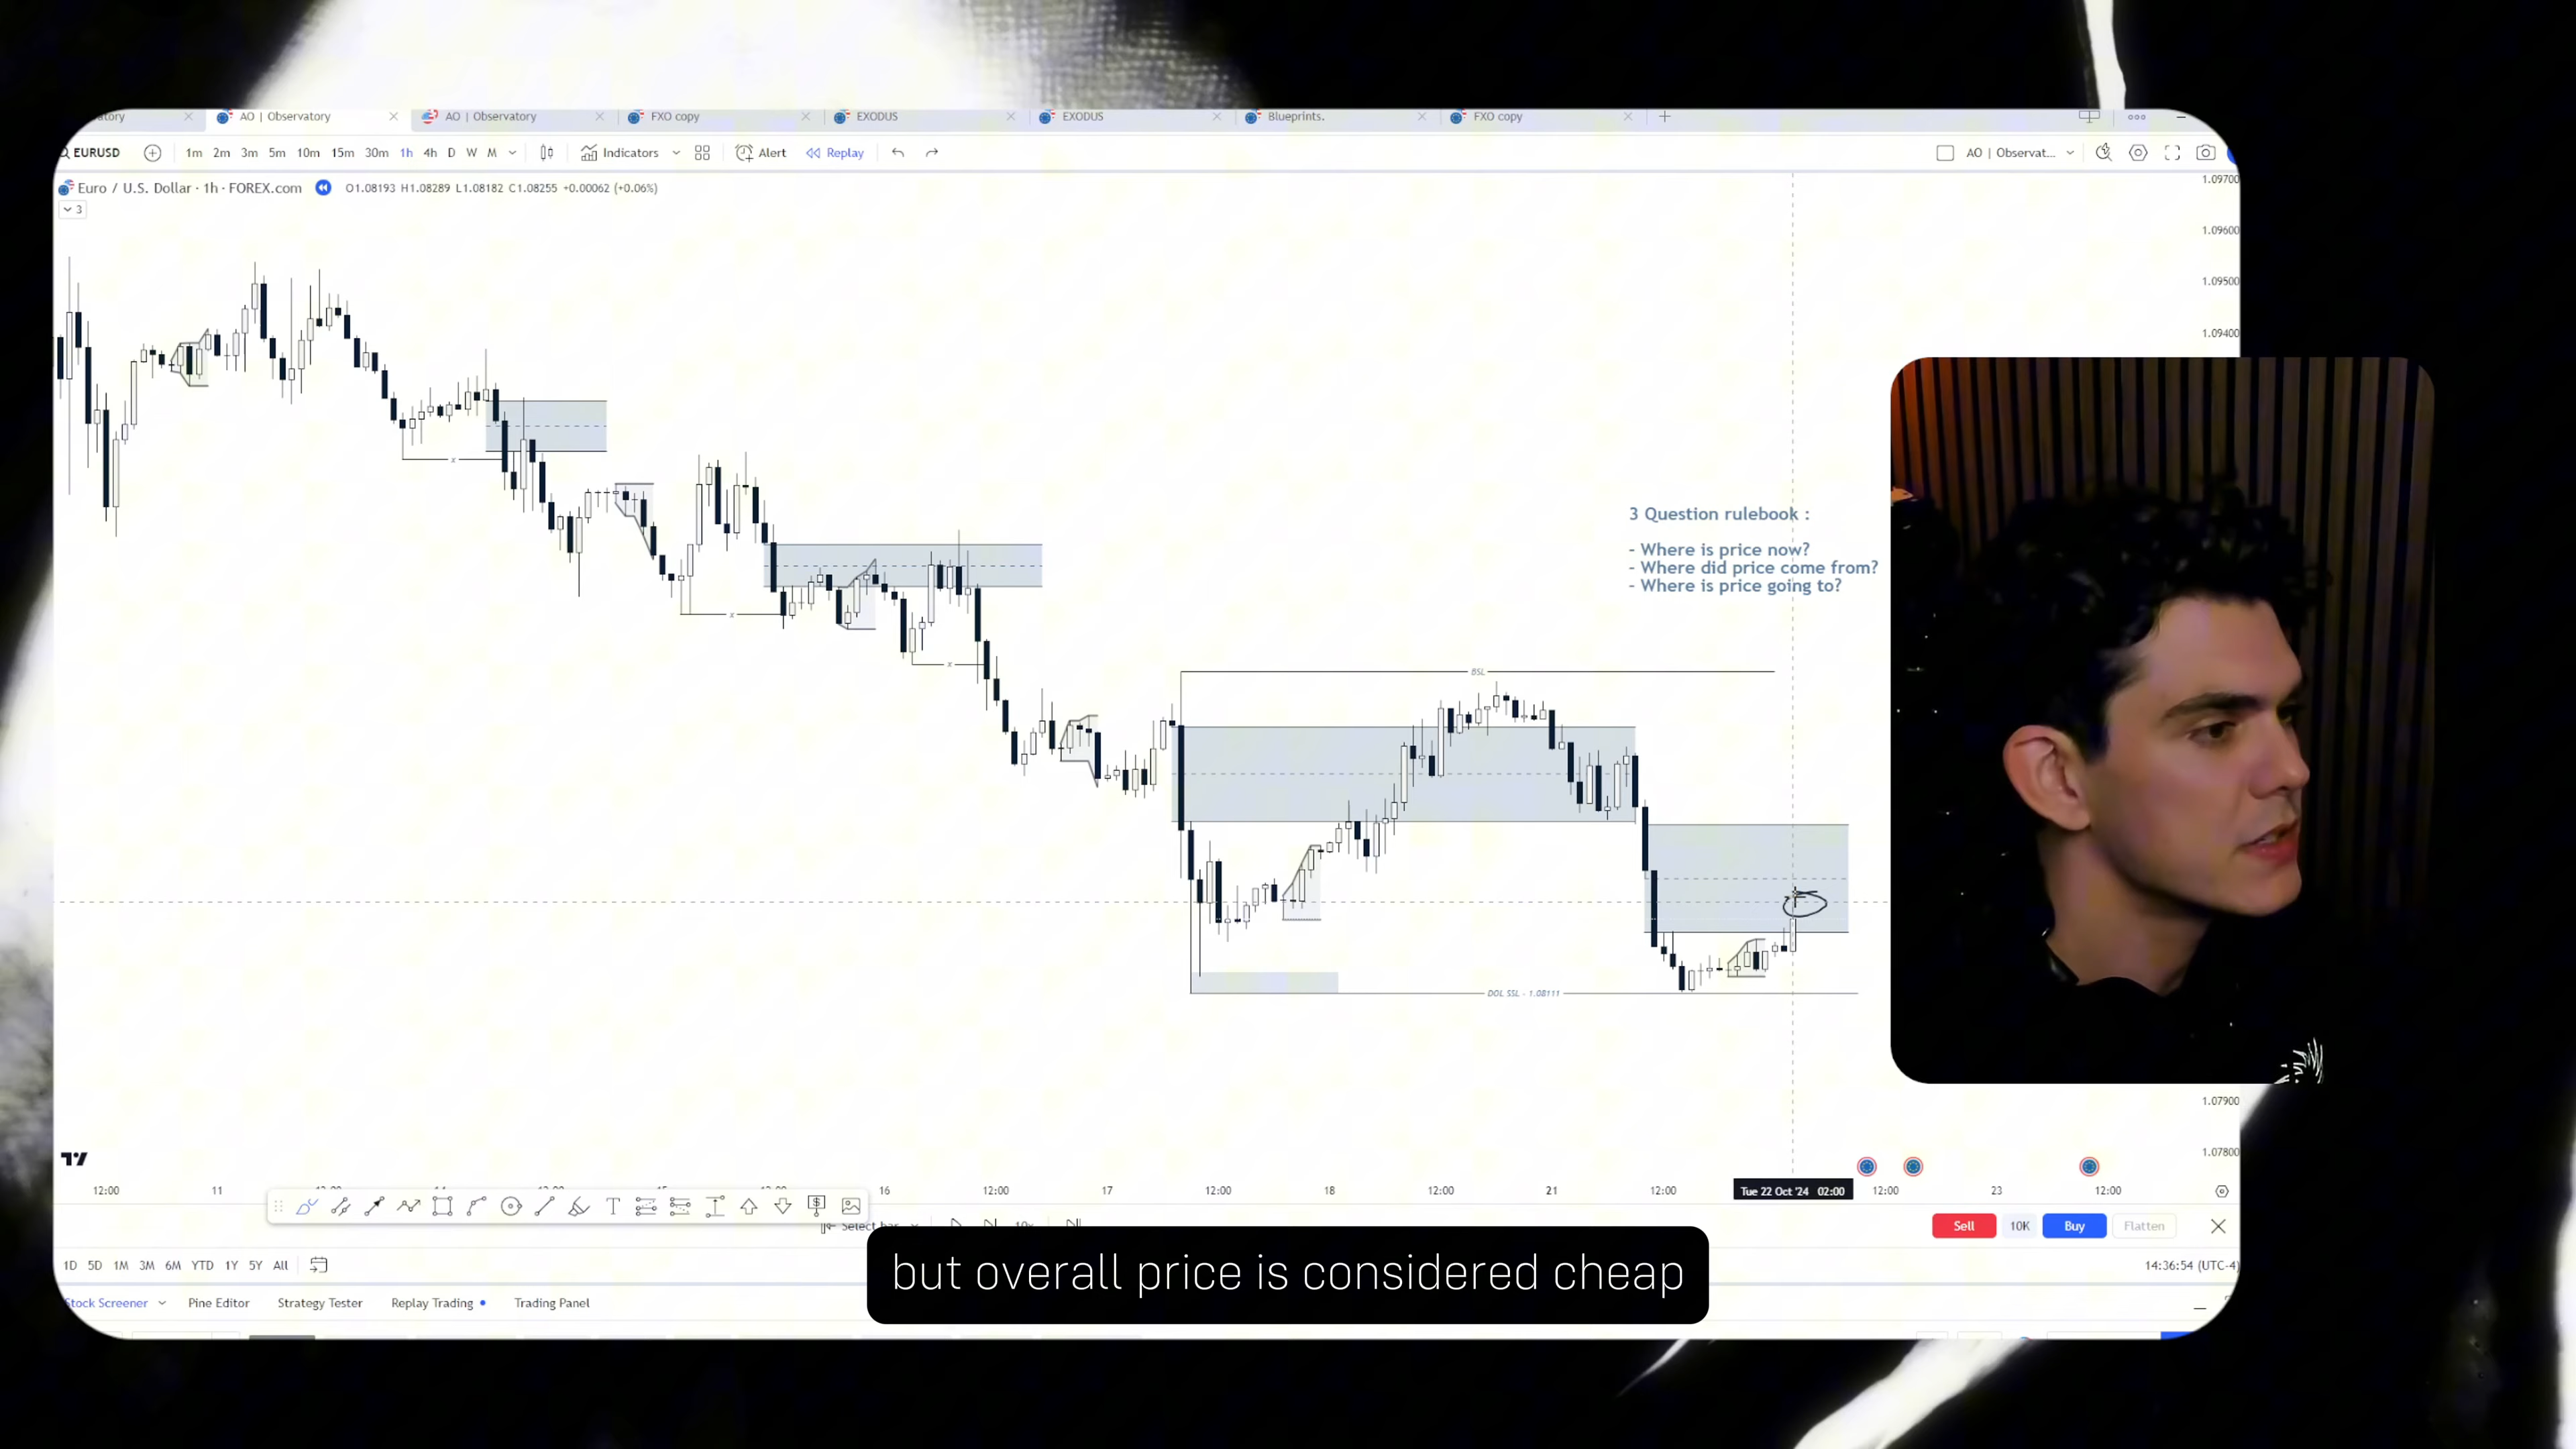 AO | Observatory
AO | Observatory
FXO copy
EXODUS
EXODUS
Blueprints.
FXO copy
EURUSD
1m 2m 3m 5m 10m 15m 30m 1h 4h D W M
Indicators
Alert
Replay
AO | Observat...
Euro / U.S. Dollar · 1h · FOREX.com
O1.08193 H1.08289 L1.08182 C1.08255 +0.00062 (+0.06%)
3
1.09700
1.09600
1.09500
1.09400
3 Question rulebook :
- Where is price now?
- Where did price come from?
- Where is price going to?
x
x
x
BSL
DOL SSL - 1.08111
1.07900
1.07800
12:00 11 16 12:00 17 12:00 18 12:00 21 12:00 Tue 22 Oct '24 02:00 12:00 23 12:00
Sell 10K Buy Flatten
1D 5D 1M 3M 6M YTD 1Y 5Y All
14:36:54 (UTC-4)
Stock Screener Pine Editor Strategy Tester Replay Trading Trading Panel
but overall price is considered cheap